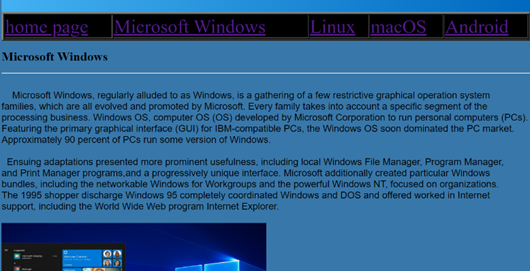 home page Microsoft Windows Linux macOS Android
Microsoft Windows
Microsoft Windows, regularly alluded to as Windows, is a gathering of a few restrictive graphical operation system
families, which are all evolved and promoted by Microsoft. Every family takes into account a specific segment of the
processing business. Windows OS, computer OS (OS) developed by Microsoft Corporation to run personal computers (PCs).
Featuring the primary graphical interface (GUI) for IBM-compatible PCs, the Windows OS soon dominated the PC market.
Approximately 90 percent of PCs run some version of Windows.
Ensuing adaptations presented more prominent usefulness, including local Windows File Manager, Program Manager,
and Print Manager programs,and a progressively unique interface. Microsoft additionally created particular Windows
bundles, including the networkable Windows for Workgroups and the powerful Windows NT, focused on organizations.
The 1995 shopper discharge Windows 95 completely coordinated Windows and DOS and offered worked in Internet
support, including the World Wide Web program Internet Explorer.